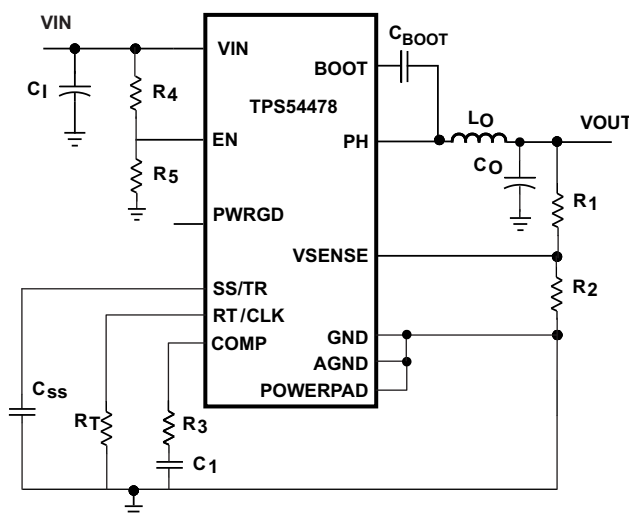 VIN
CI
R4
R5
VIN
EN
PWRGD
SS/TR
RT/CLK
COMP
TPS54478
BOOT
PH
VSENSE
GND
AGND
POWERPAD
CBOOT
LO
VOUT
CO
R1
R2
Css
RT
R3
C1